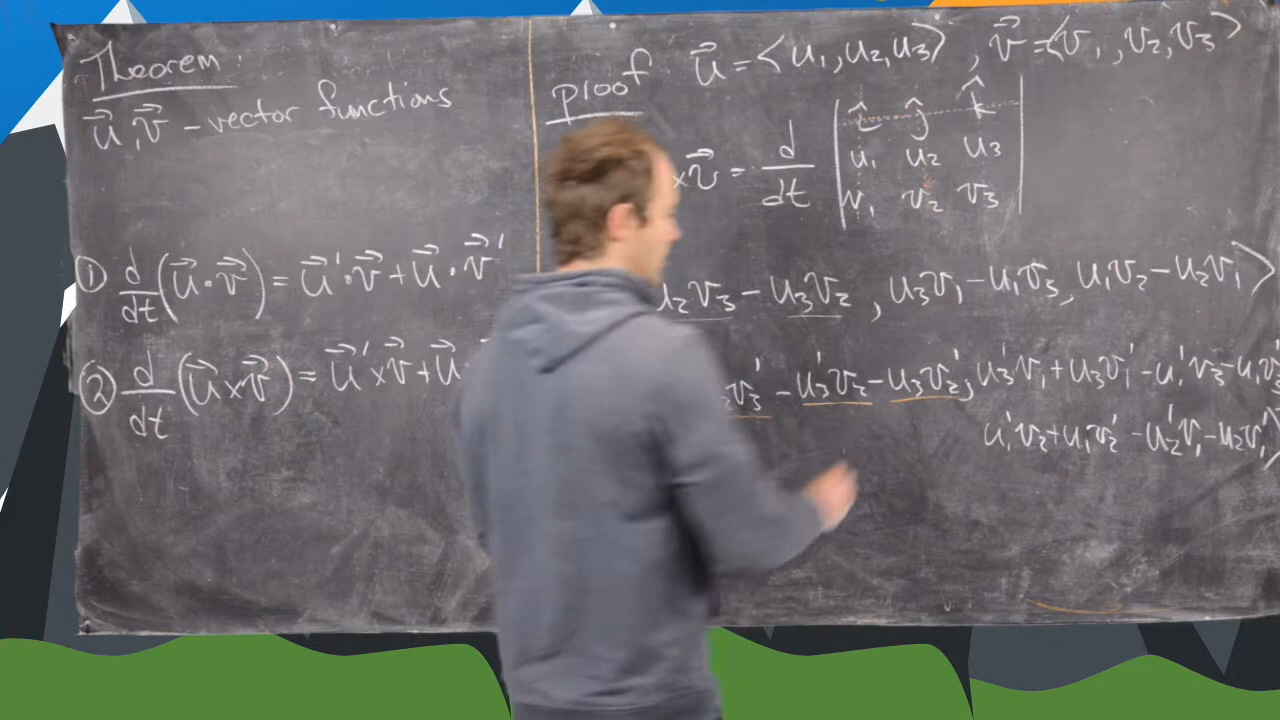 Theorem:
u⃗, v⃗ - vector functions
① d/dt (u⃗ · v⃗) = u⃗' · v⃗ + u⃗ · v⃗'
② d/dt (u⃗ × v⃗) = u⃗' × v⃗ + u⃗
proof u⃗ = <u₁, u₂, u₃>, v⃗ = <v₁, v₂, v₃>
× v⃗ = d/dt | î ĵ k̂
u₁ u₂ u₃
v₁ v₂ v₃ |
u₂v₃ - u₃v₂, u₃v₁ - u₁v₃, u₁v₂ - u₂v₁>
v₃' - u₃'v₂ - u₃v₂', u₃'v₁ + u₃v₁' - u₁'v₃ - u₁v₃'
u₁'v₂ + u₁v₂' - u₂'v₁ - u₂v₁'>